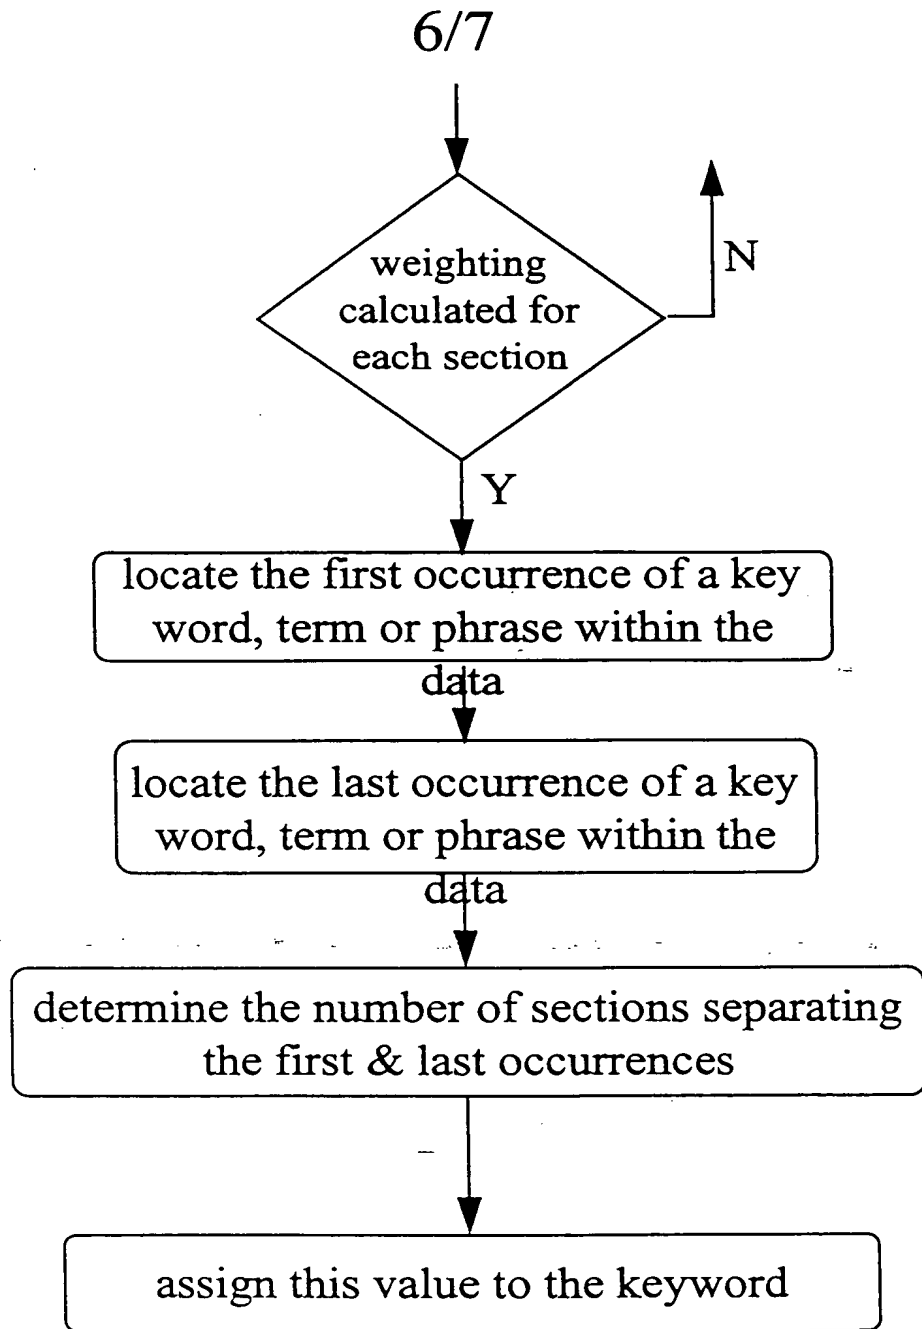 6/7
weighting
calculated for
each section
N
Y
locate the first occurrence of a key
word, term or phrase within the
data
locate the last occurrence of a key
word, term or phrase within the
data
determine the number of sections separating
the first & last occurrences
assign this value to the keyword